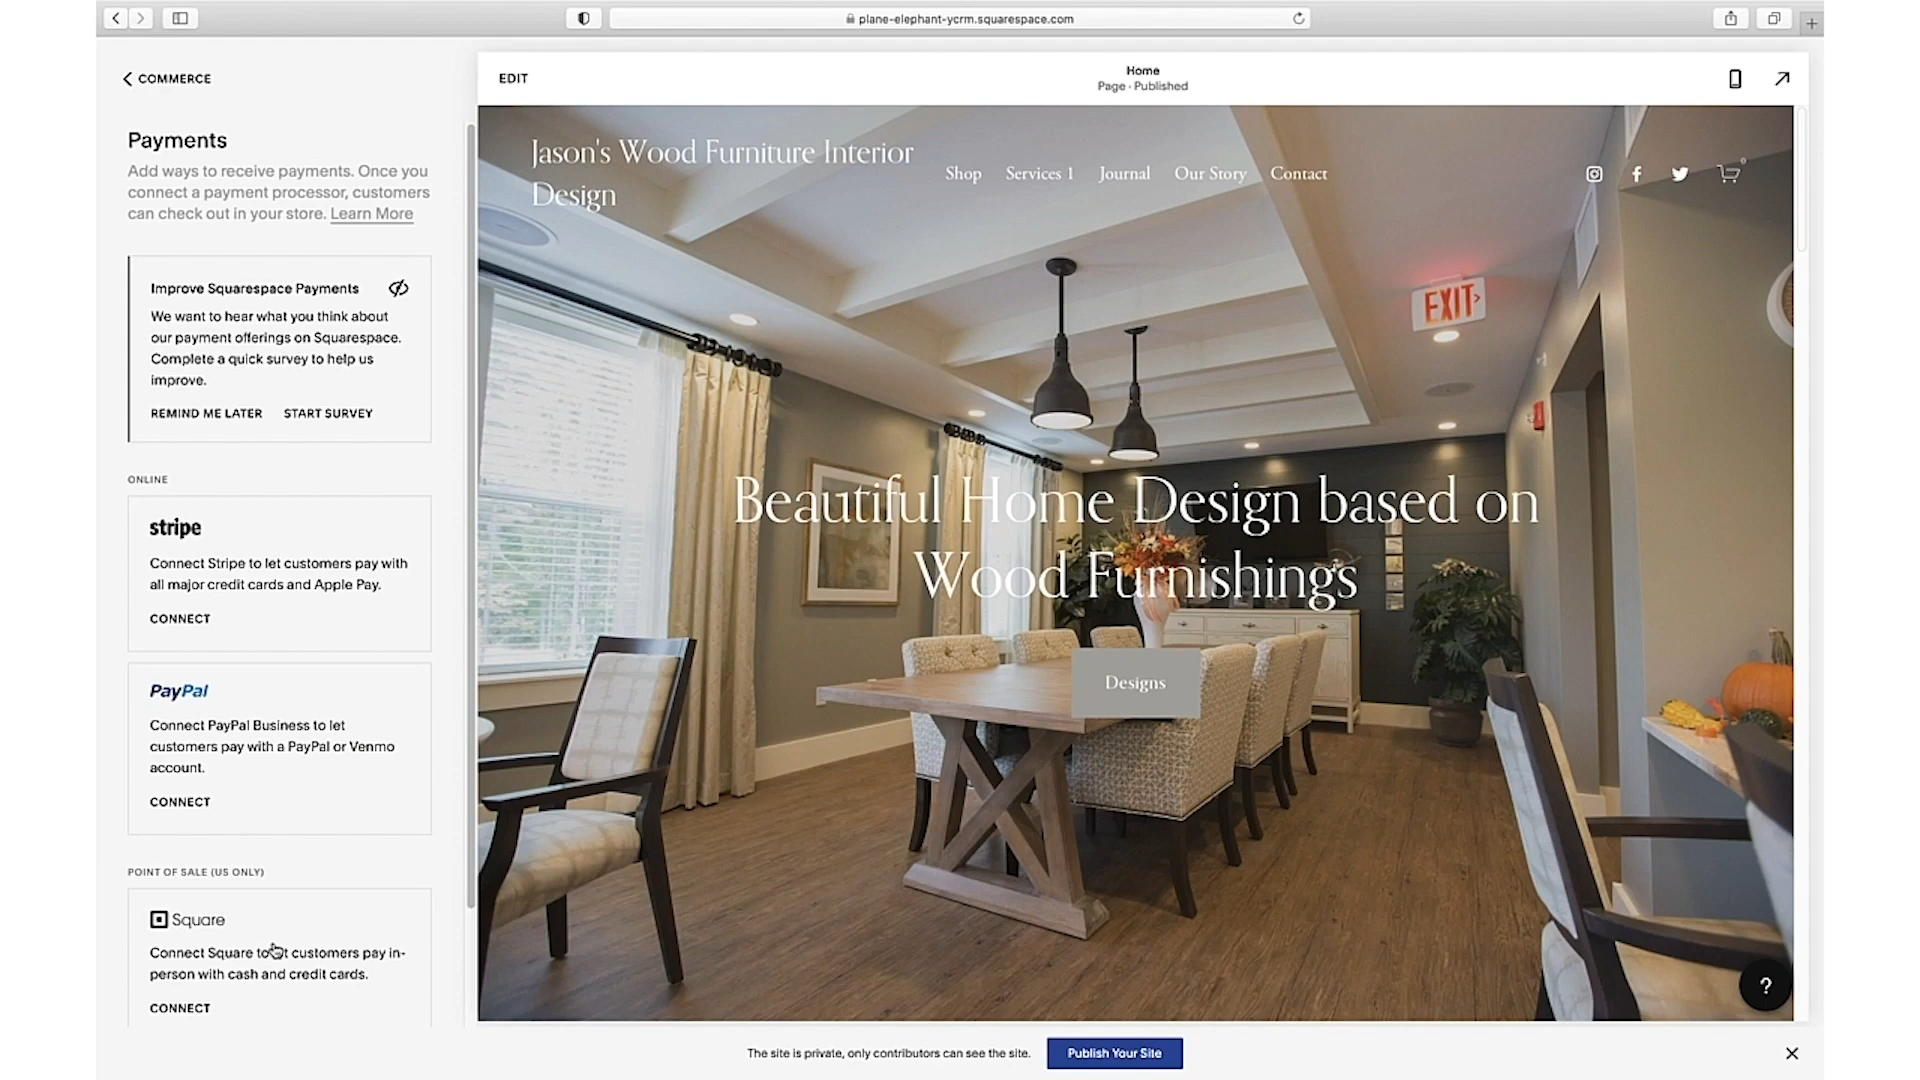 plane-elephant-ycrm.squarespace.com
COMMERCE
EDIT
Home
Page · Published
Payments
Add ways to receive payments. Once you
connect a payment processor, customers
can check out in your store. Learn More
Improve Squarespace Payments
We want to hear what you think about
our payment offerings on Squarespace.
Complete a quick survey to help us
improve.
REMIND ME LATER START SURVEY
ONLINE
stripe
Connect Stripe to let customers pay with
all major credit cards and Apple Pay.
CONNECT
PayPal
Connect PayPal Business to let
customers pay with a PayPal or Venmo
account.
CONNECT
POINT OF SALE (US ONLY)
Square
Connect Square to customers pay in-
person with cash and credit cards.
CONNECT
Jason's Wood Furniture Interior
Design
Shop Services 1 Journal Our Story Contact
0
EXIT
Beautiful Home Design based on
Wood Furnishings
Designs
?
The site is private, only contributors can see the site.
Publish Your Site